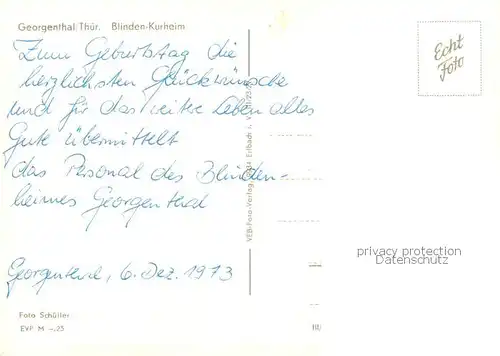 Georgenthal Thür. Blinden-Kurheim
Zum Geburtstag die
herzlichsten Glückwünsche
und für das weitere Leben alles
Gute übermittelt
das Personal des Blinden-
heimes Georgenthal
Georgenthal, 6. Dez. 1973
Foto Schüller
EVP M -,25
Echt
Foto
VEB Foto-Verlag Erlbach i. V.
privacy protection
Datenschutz